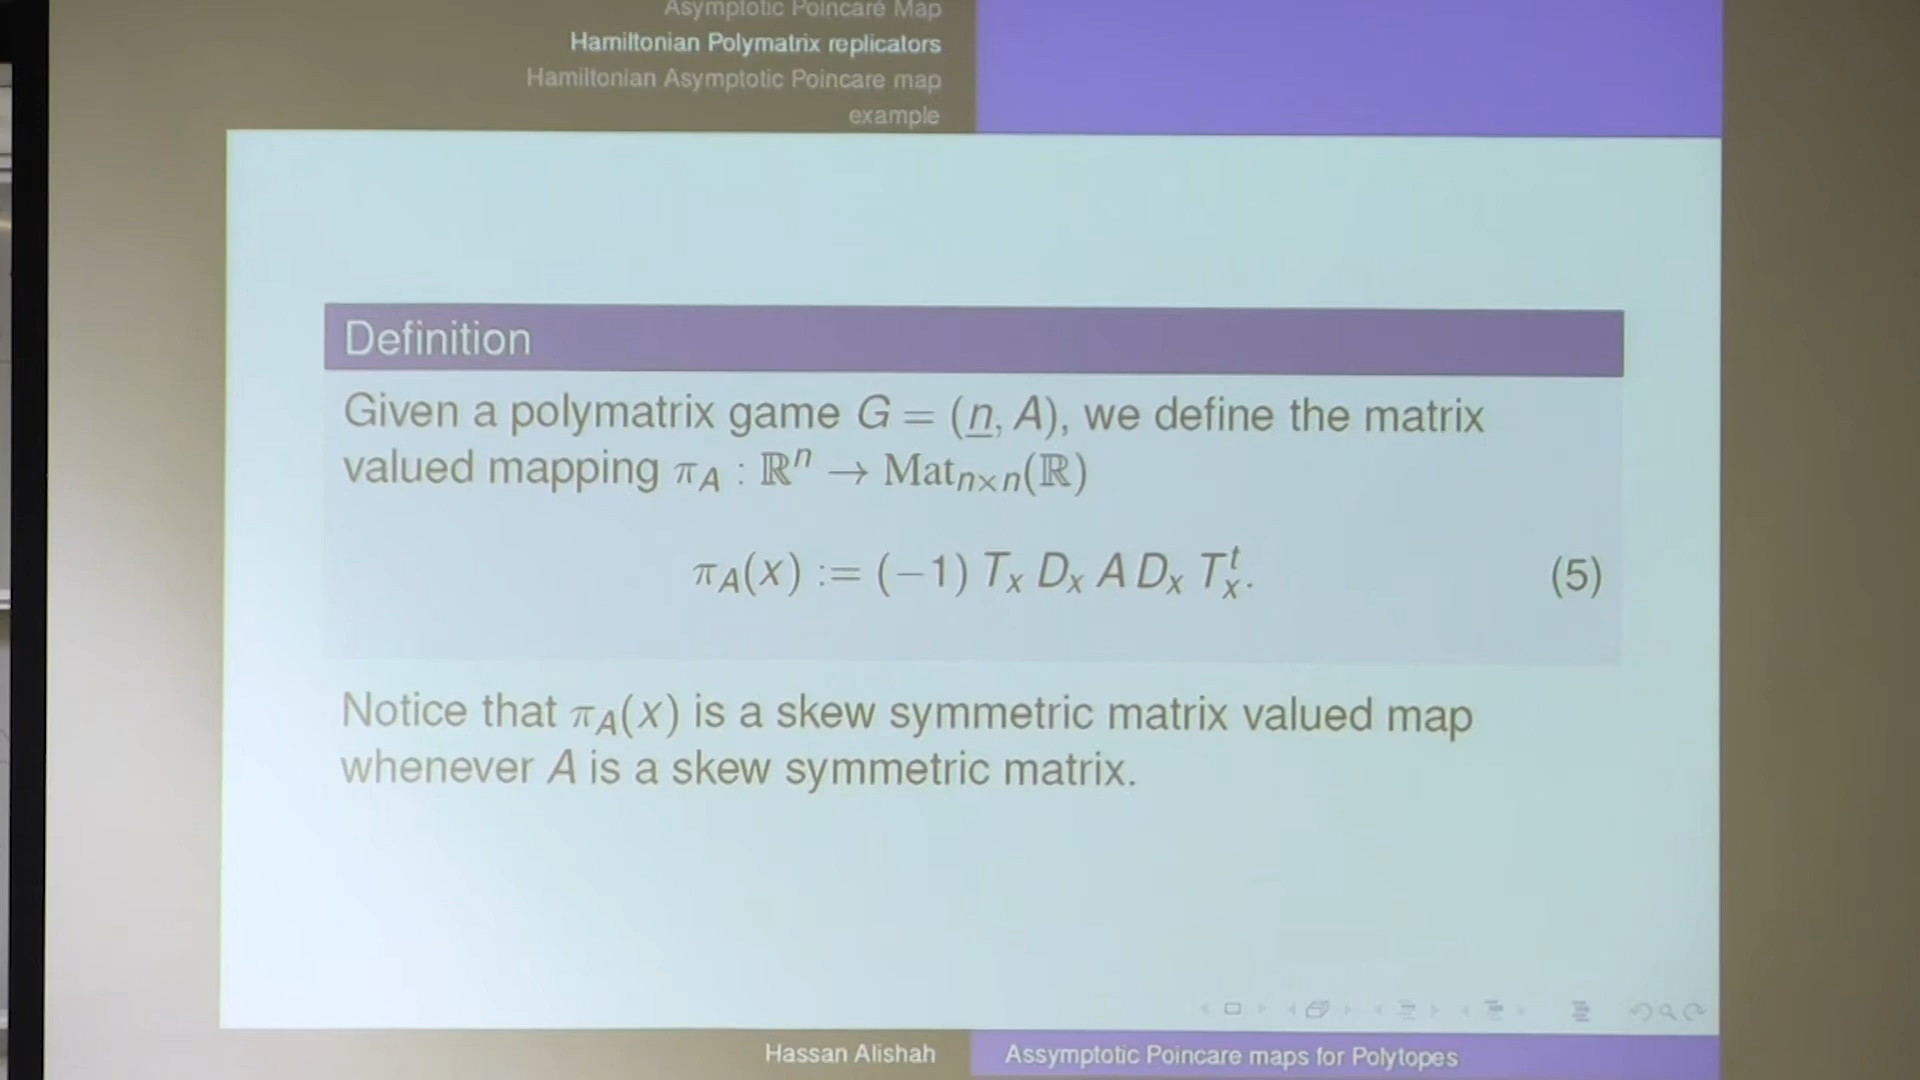 Asymptotic Poincaré Map
Hamiltonian Polymatrix replicators
Hamiltonian Asymptotic Poincare map
example
Definition
Given a polymatrix game G = (n, A), we define the matrix
valued mapping π_A : ℝⁿ → Mat_{n×n}(ℝ)
π_A(x) := (−1) T_x D_x A D_x T_x^t. (5)
Notice that π_A(x) is a skew symmetric matrix valued map
whenever A is a skew symmetric matrix.
Hassan Alishah
Assymptotic Poincare maps for Polytopes